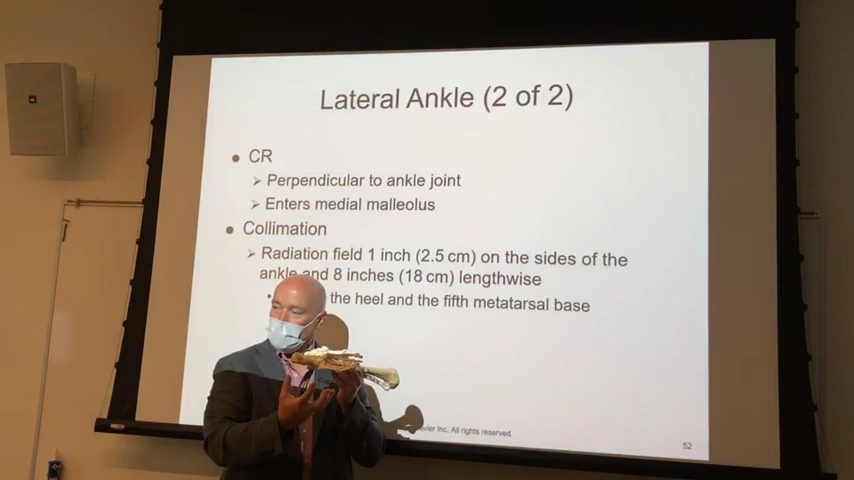 Lateral Ankle (2 of 2)
CR
Perpendicular to ankle joint
Enters medial malleolus
Collimation
Radiation field 1 inch (2.5 cm) on the sides of the
ankle and 8 inches (18 cm) lengthwise
the heel and the fifth metatarsal base
Inc. All rights reserved.
52